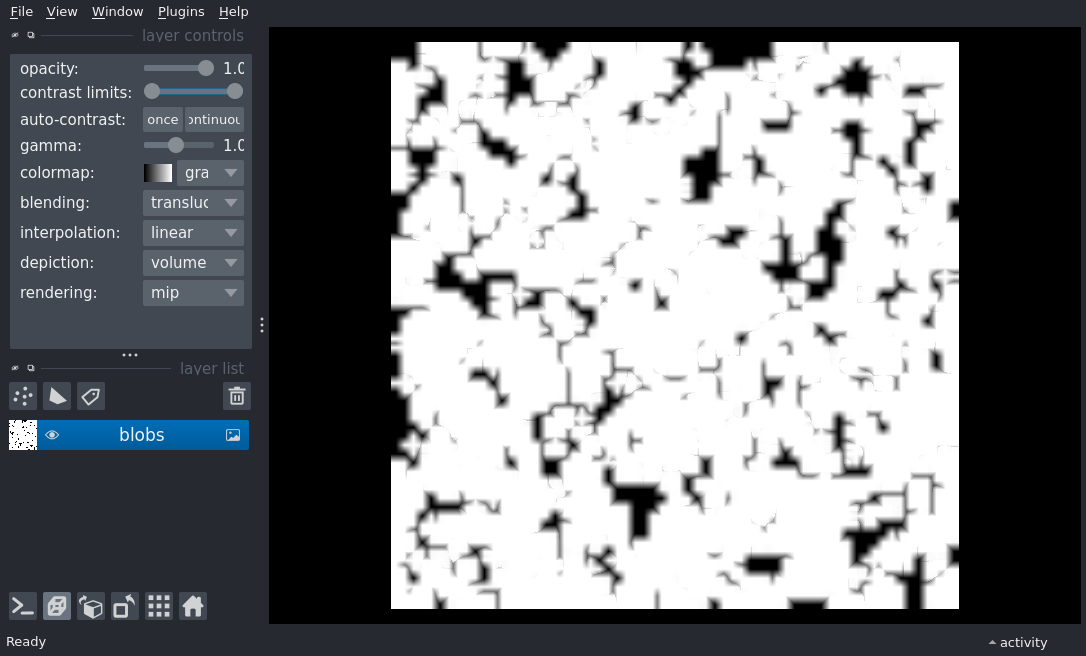 File View Window Plugins Help
layer controls
opacity: 1.0
contrast limits:
auto-contrast: once ontinuou
gamma: 1.0
colormap: gra
blending: transluc
interpolation: linear
depiction: volume
rendering: mip
layer list
blobs
Ready
activity